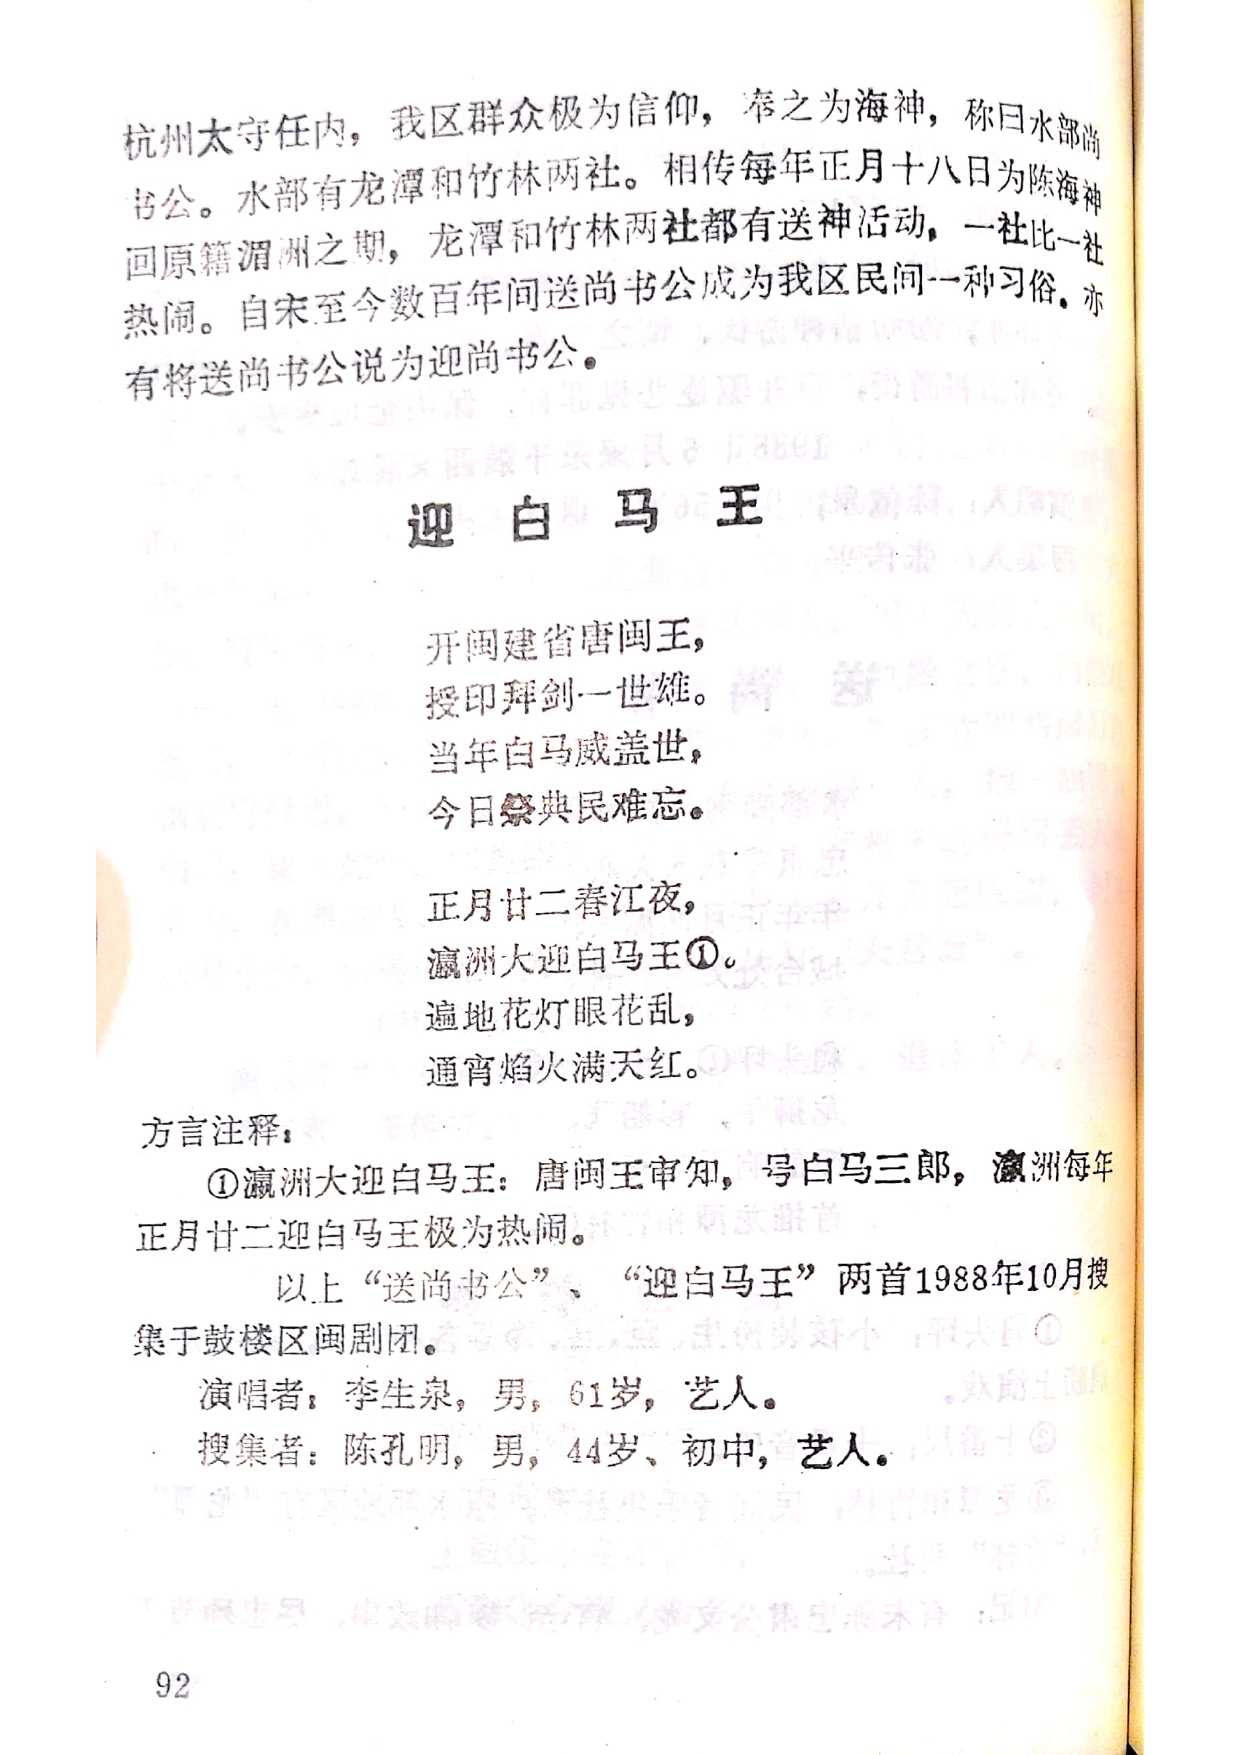 杭州太守任内，我区群众极为信仰，奉之为海神，称曰水部尚
书公。水部有龙潭和竹林两社。相传每年正月十八日为陈海神
回原籍湄洲之期，龙潭和竹林两社都有送神活动，一社比一社
热闹。自宋至今数百年间送尚书公成为我区民间一种习俗。亦
有将送尚书公说为迎尚书公。
迎白马王
开闽建省唐闽王，
授印拜剑一世雄。
当年白马威盖世，
今日祭典民难忘。
正月廿二春江夜，
瀛洲大迎白马王①。
遍地花灯眼花乱，
通宵焰火满天红。
方言注释：
①瀛洲大迎白马王：唐闽王审知，号白马三郎，瀛洲每年
正月廿二迎白马王极为热闹。
以上“送尚书公”、“迎白马王”两首1988年10月搜
集于鼓楼区闽剧团。
演唱者：李生泉，男，61岁，艺人。
搜集者：陈孔明，男，44岁、初中，艺人。
92